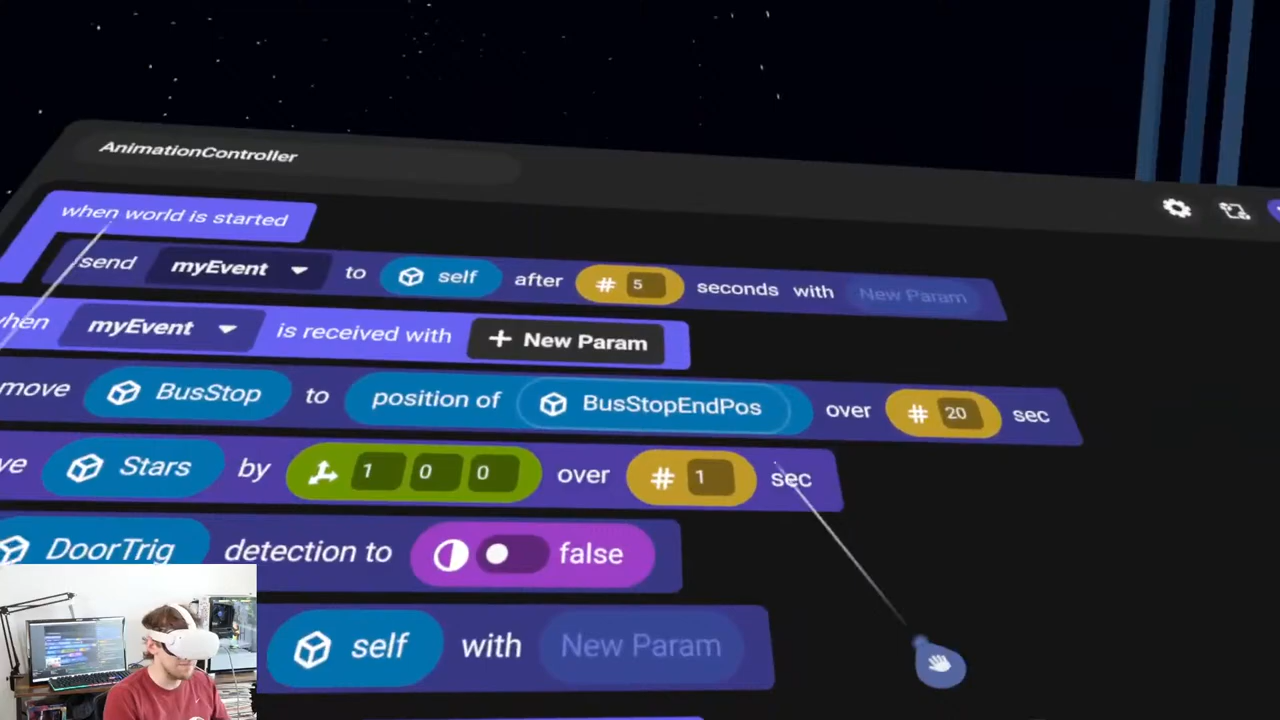 AnimationController
when world is started
send myEvent to self after # 5 seconds with New Param
when myEvent is received with + New Param
move BusStop to position of BusStopEndPos over # 20 sec
Stars by 1 0 0 over # 1 sec
DoorTrig detection to false
self with New Param